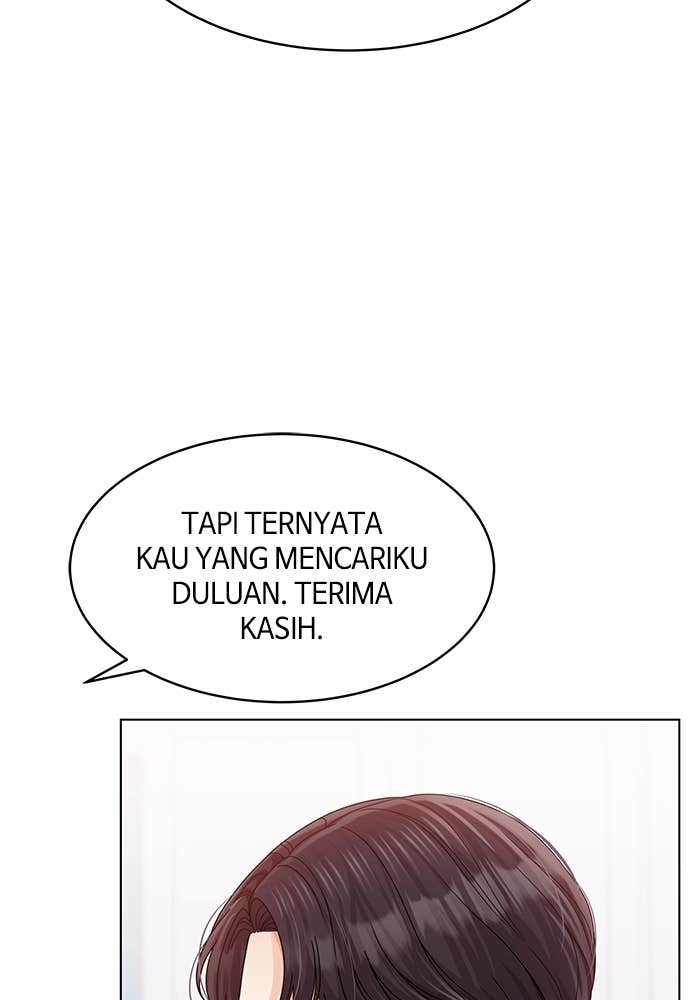 TAPI TERNYATA
KAU YANG MENCARIKU
DULUAN. TERIMA
KASIH.